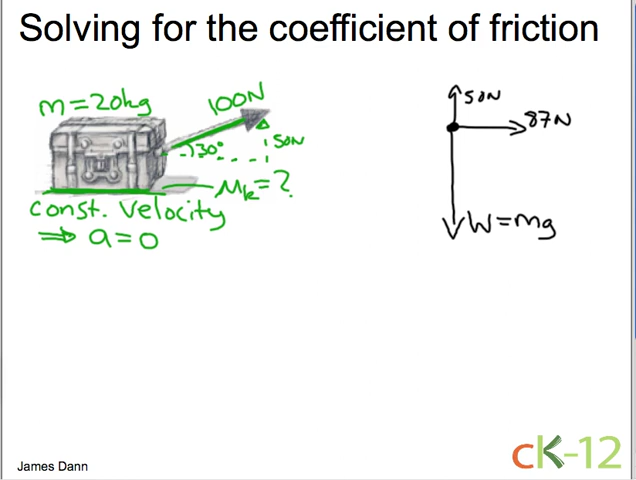 Solving for the coefficient of friction
m=20kg
100N
30°
50N
μk=?
const. velocity
⇒ a=0
50N
87N
W=mg
James Dann
cK-12